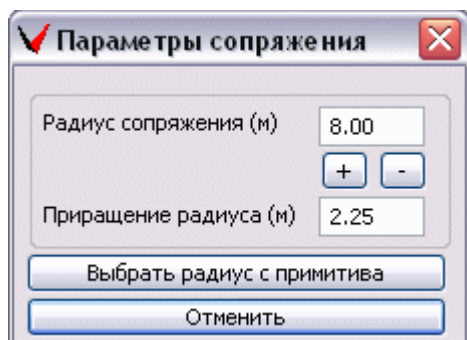 Параметры сопряжения
Радиус сопряжения (м) 8.00
+ -
Приращение радиуса (м) 2.25
Выбрать радиус с примитива
Отменить